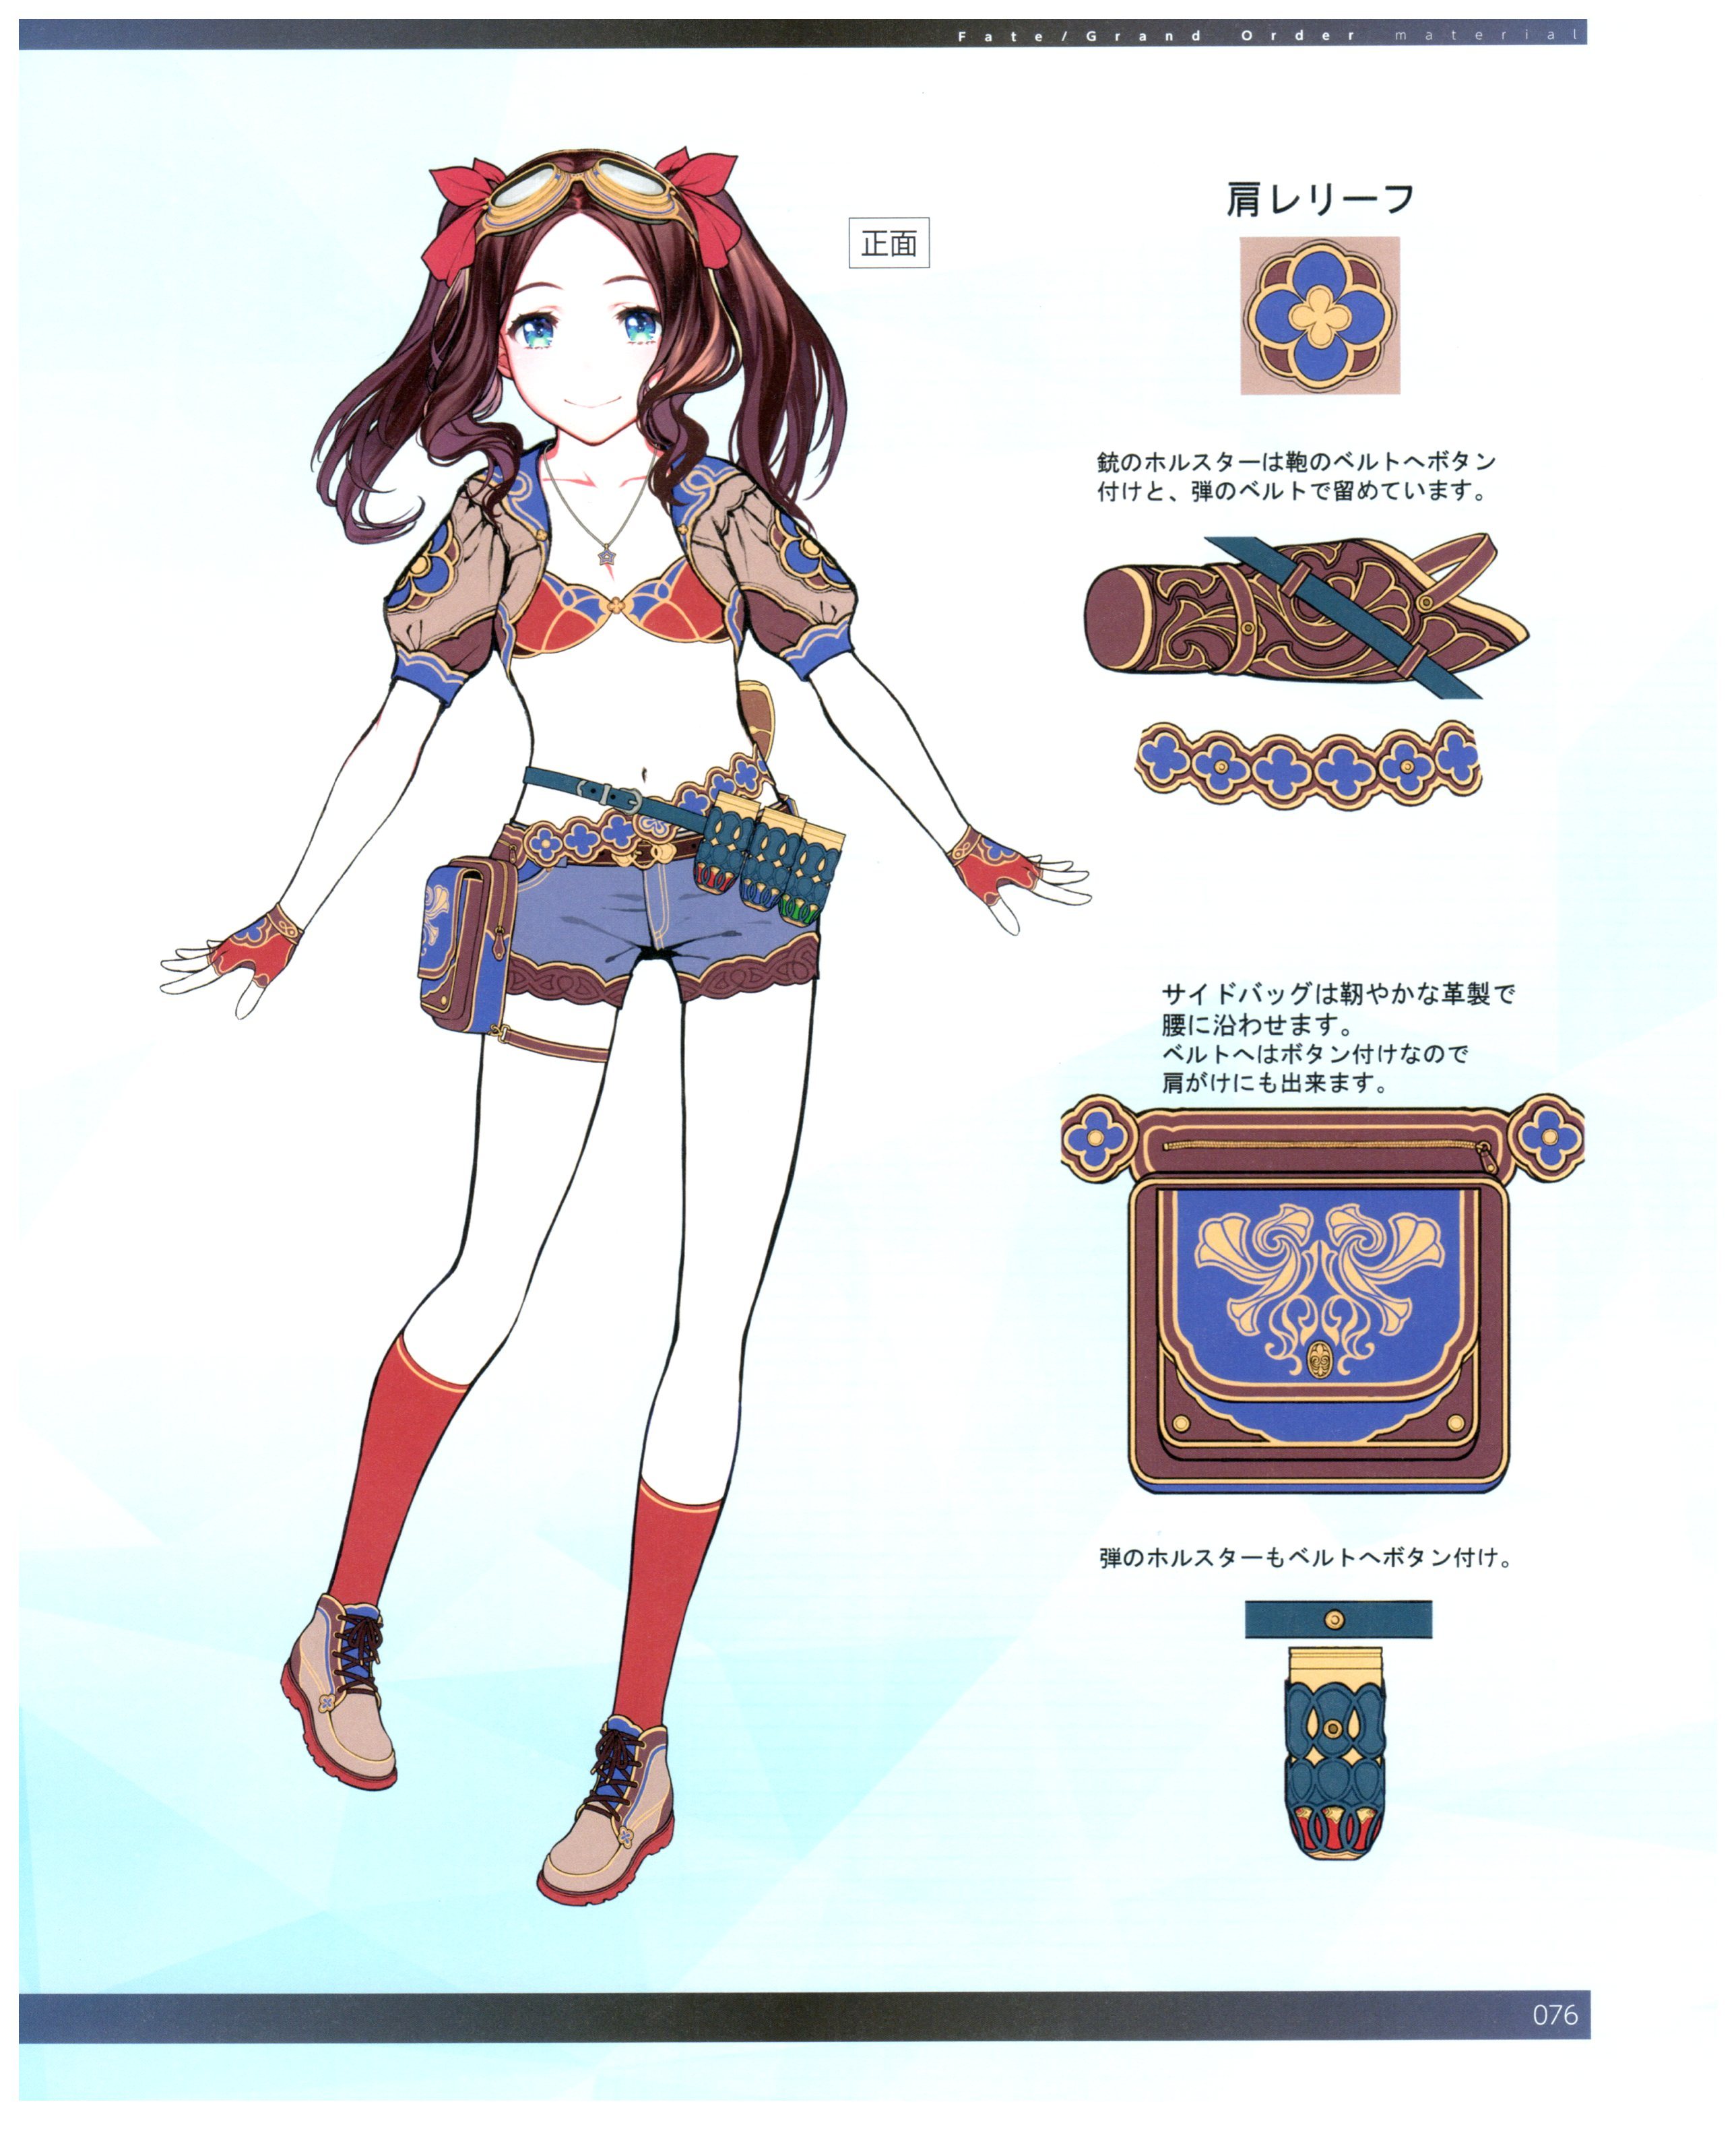 Fate/Grand Order material
正面
肩レリーフ
銃のホルスターは鞄のベルトへボタン
付けと、弾のベルトで留めています。
サイドバッグは靭やかな革製で
腰に沿わせます。
ベルトへはボタン付けなので
肩がけにも出来ます。
弾のホルスターもベルトへボタン付け。
076